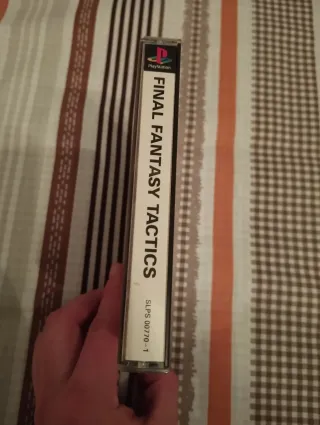 PlayStation
FINAL FANTASY TACTICS
SLPS 00770~1